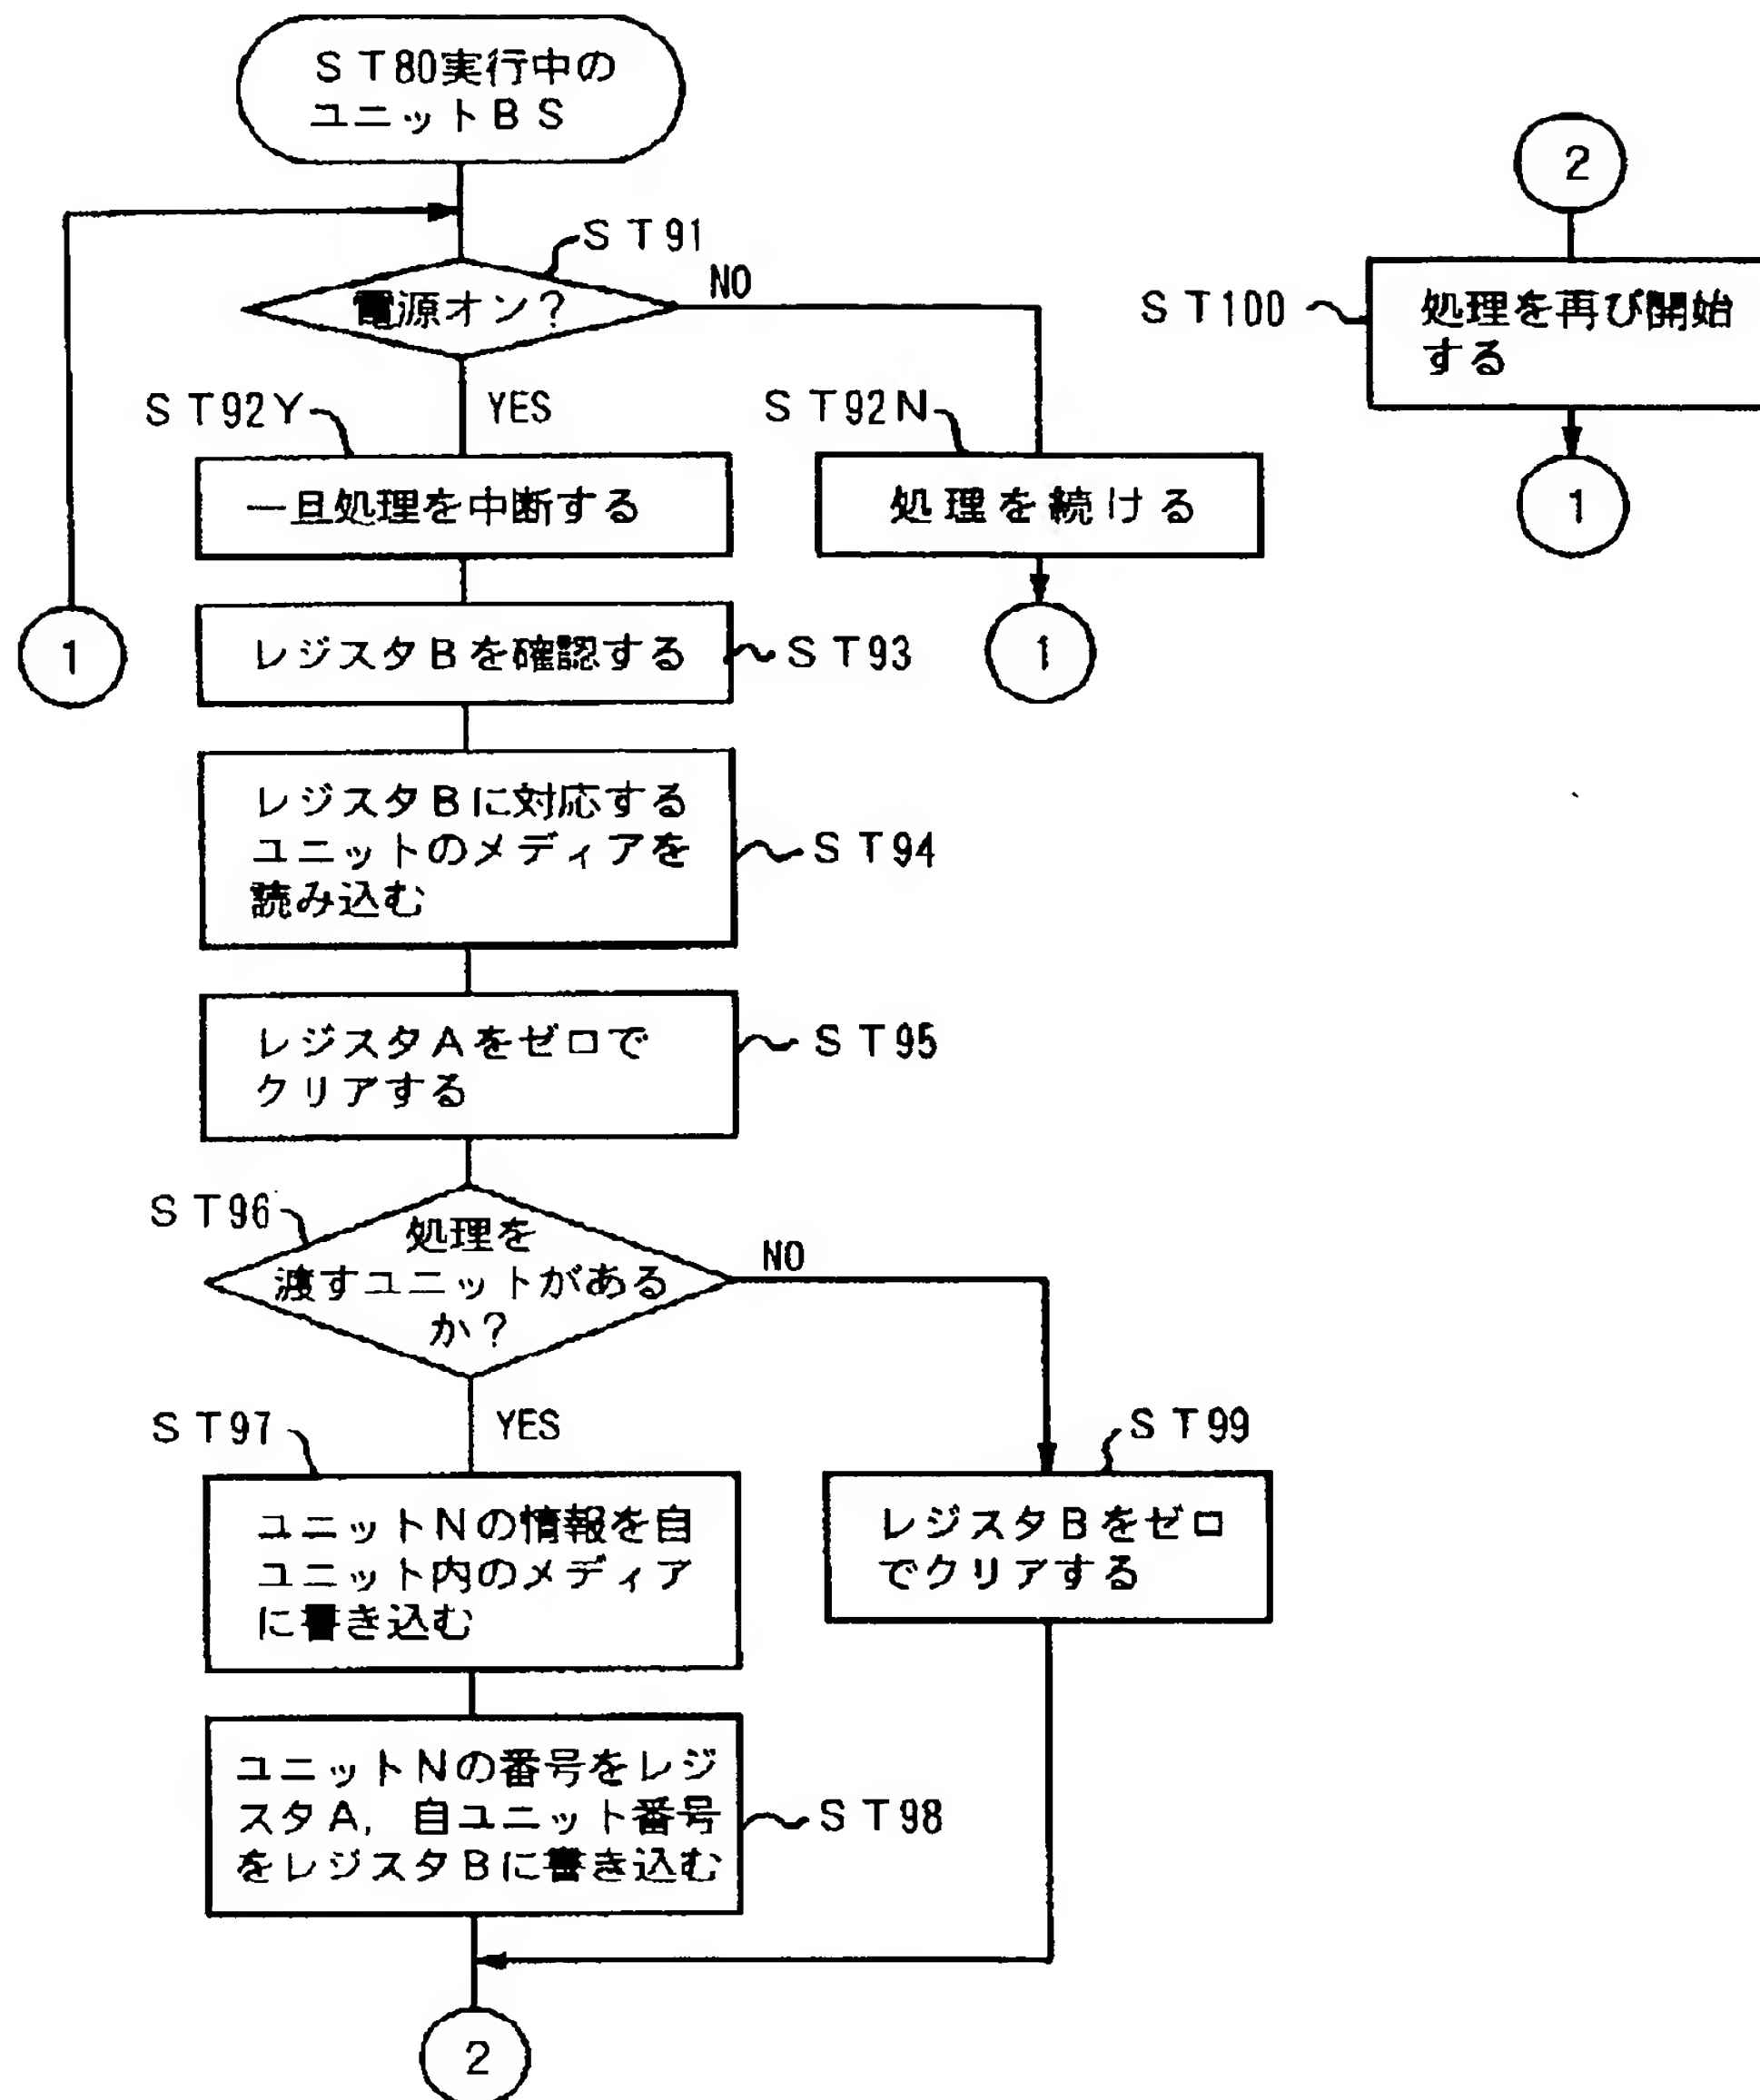 ST80実行中の
ユニットBS
ST91
電源オン？
NO
YES
ST92Y
一旦処理を中断する
ST92N
処理を続ける
1
1
レジスタBを確認する
ST93
レジスタBに対応する
ユニットのメディアを
読み込む
ST94
レジスタAをゼロで
クリアする
ST95
ST96
処理を
渡すユニットがある
か？
NO
YES
ST97
ユニットNの情報を自
ユニット内のメディア
に書き込む
ST99
レジスタBをゼロ
でクリアする
ユニットNの番号をレジ
スタA，自ユニット番号
をレジスタBに書き込む
ST98
2
2
ST100
処理を再び開始
する
1